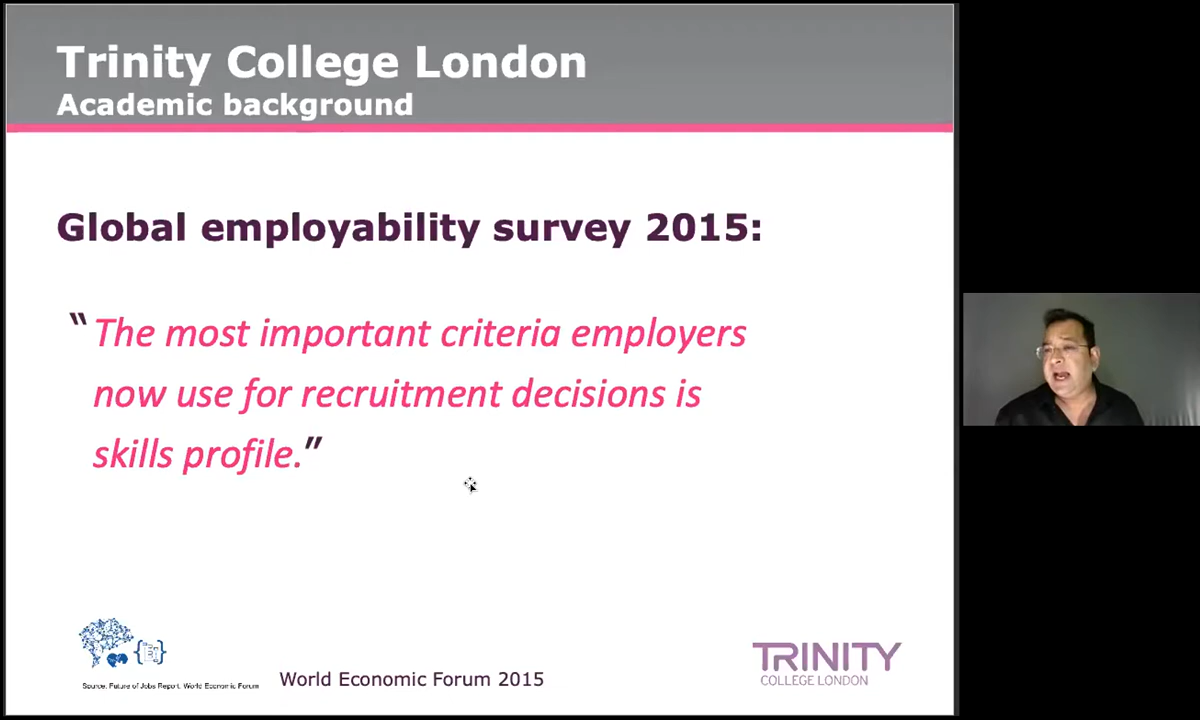 Trinity College London
Academic background
Global employability survey 2015:
“The most important criteria employers
now use for recruitment decisions is
skills profile.”
Source, Future of Jobs Report, World Economic Forum
World Economic Forum 2015
TRINITY
COLLEGE LONDON